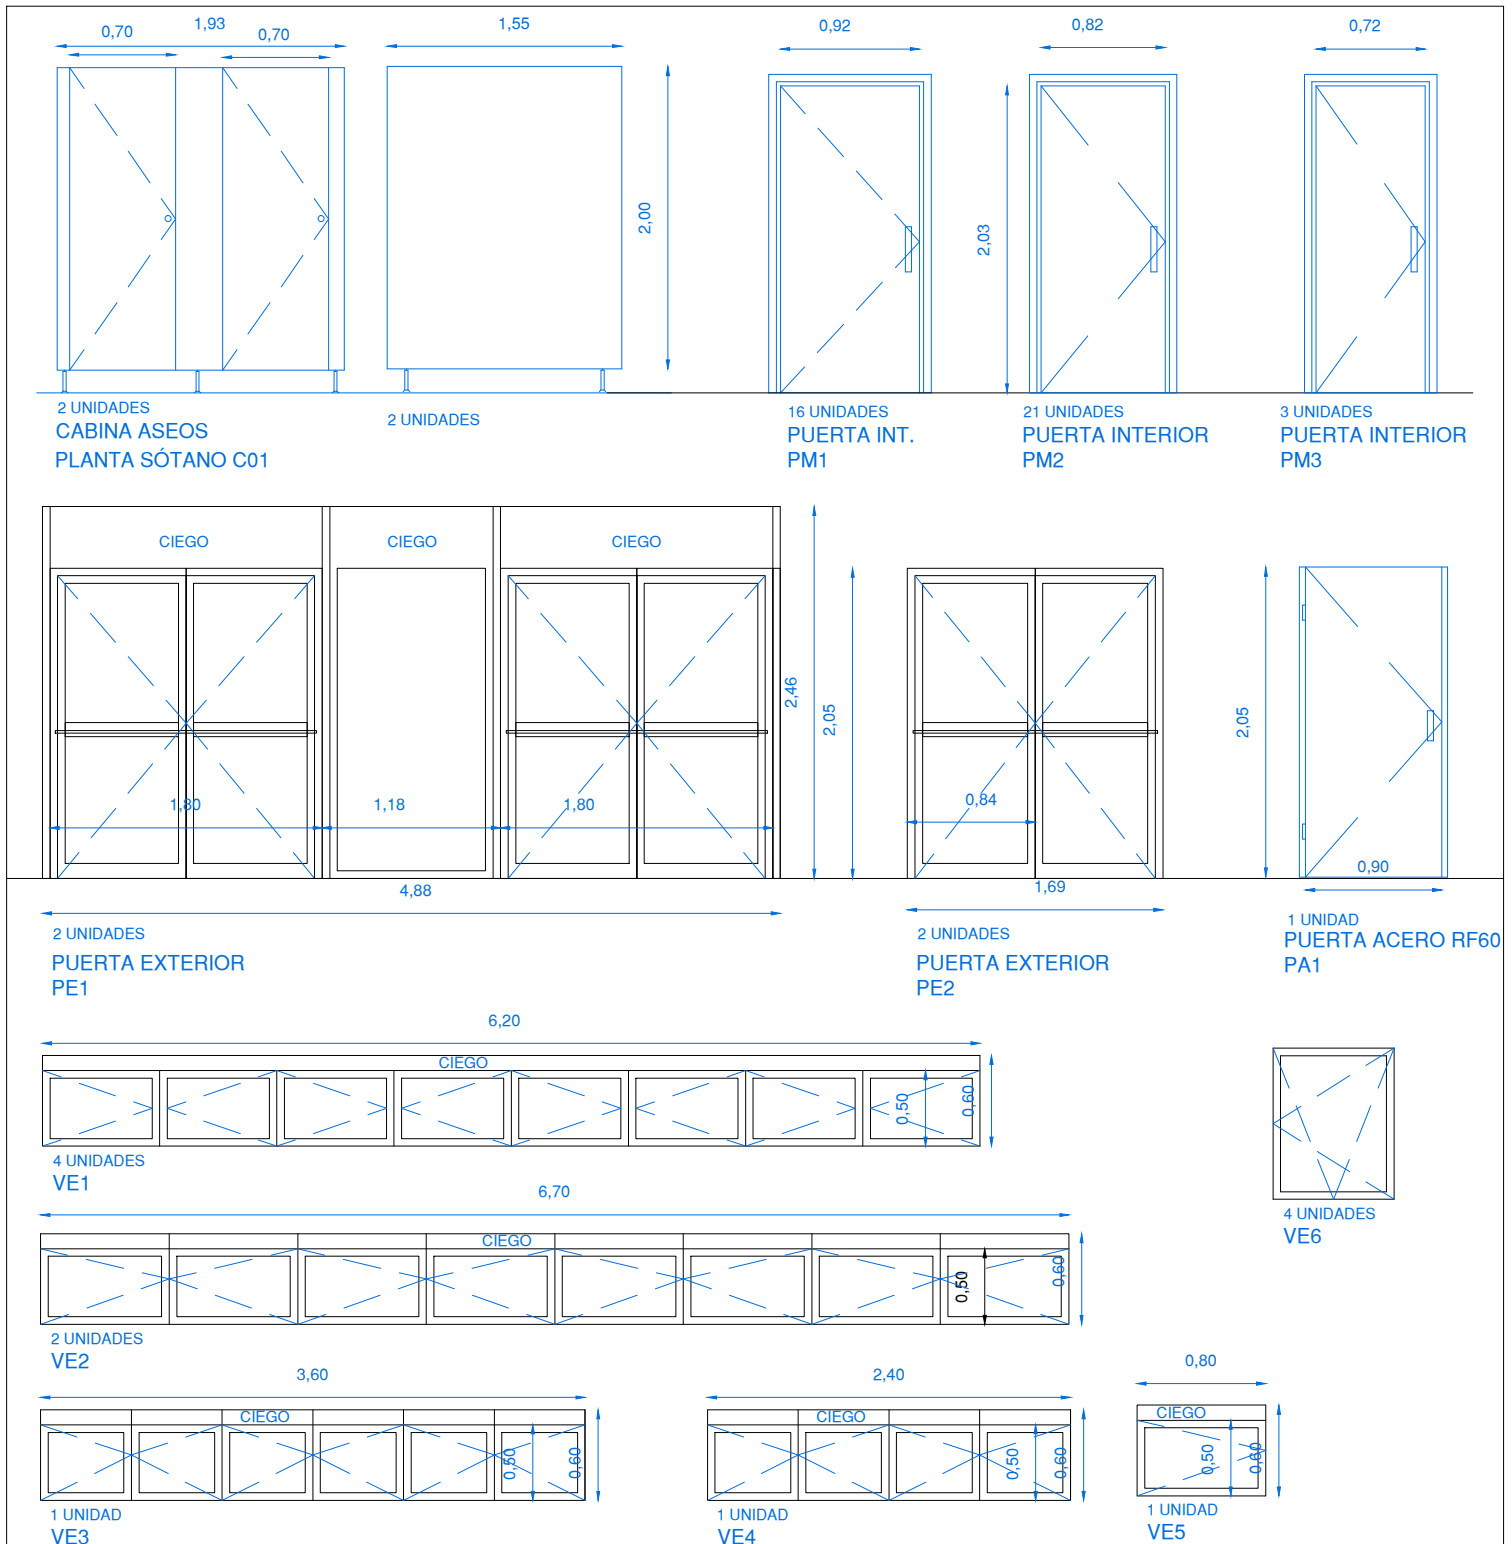 1,93
0,70
0,70
1,55
0,92
0,82
0,72
2,00
2,03
2 UNIDADES
CABINA ASEOS
PLANTA SÓTANO C01
2 UNIDADES
16 UNIDADES
PUERTA INT.
PM1
21 UNIDADES
PUERTA INTERIOR
PM2
3 UNIDADES
PUERTA INTERIOR
PM3
CIEGO
CIEGO
CIEGO
2,46
2,05
2,05
1,80
1,18
1,80
0,84
0,90
4,88
1,69
2 UNIDADES
PUERTA EXTERIOR
PE1
2 UNIDADES
PUERTA EXTERIOR
PE2
1 UNIDAD
PUERTA ACERO RF60
PA1
6,20
CIEGO
0,50
0,60
4 UNIDADES
VE1
4 UNIDADES
VE6
6,70
CIEGO
0,50
0,60
2 UNIDADES
VE2
3,60
CIEGO
0,50
0,60
1 UNIDAD
VE3
2,40
CIEGO
0,50
0,60
1 UNIDAD
VE4
0,80
CIEGO
0,50
0,60
1 UNIDAD
VE5